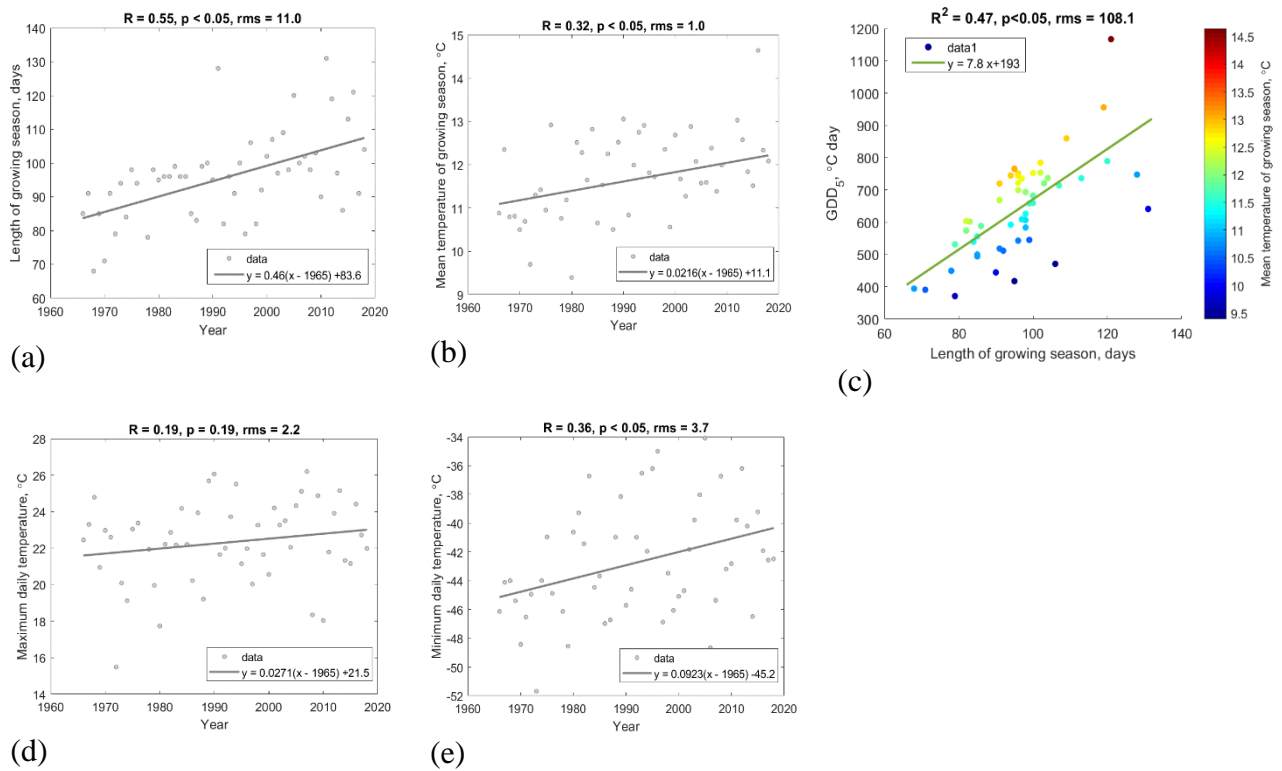 R = 0.55, p < 0.05, rms = 11.0
Length of growing season, days
140
130
120
110
100
90
80
70
60
data
y = 0.46(x - 1965) +83.6
1960 1970 1980 1990 2000 2010 2020
Year
(a)
R = 0.32, p < 0.05, rms = 1.0
Mean temperature of growing season, °C
15
14
13
12
11
10
9
data
y = 0.0216(x - 1965) +11.1
1960 1970 1980 1990 2000 2010 2020
Year
(b)
R² = 0.47, p<0.05, rms = 108.1
GDD₅, °C day
1200
1100
1000
900
800
700
600
500
400
300
data1
y = 7.8 x+193
60 80 100 120 140
Length of growing season, days
14.5
14
13.5
13
12.5
12
11.5
11
10.5
10
9.5
Mean temperature of growing season, °C
(c)
R = 0.19, p = 0.19, rms = 2.2
Maximum daily temperature, °C
28
26
24
22
20
18
16
14
data
y = 0.0271(x - 1965) +21.5
1960 1970 1980 1990 2000 2010 2020
Year
(d)
R = 0.36, p < 0.05, rms = 3.7
Minimum daily temperature, °C
-34
-36
-38
-40
-42
-44
-46
-48
-50
-52
data
y = 0.0923(x - 1965) -45.2
1960 1970 1980 1990 2000 2010 2020
Year
(e)